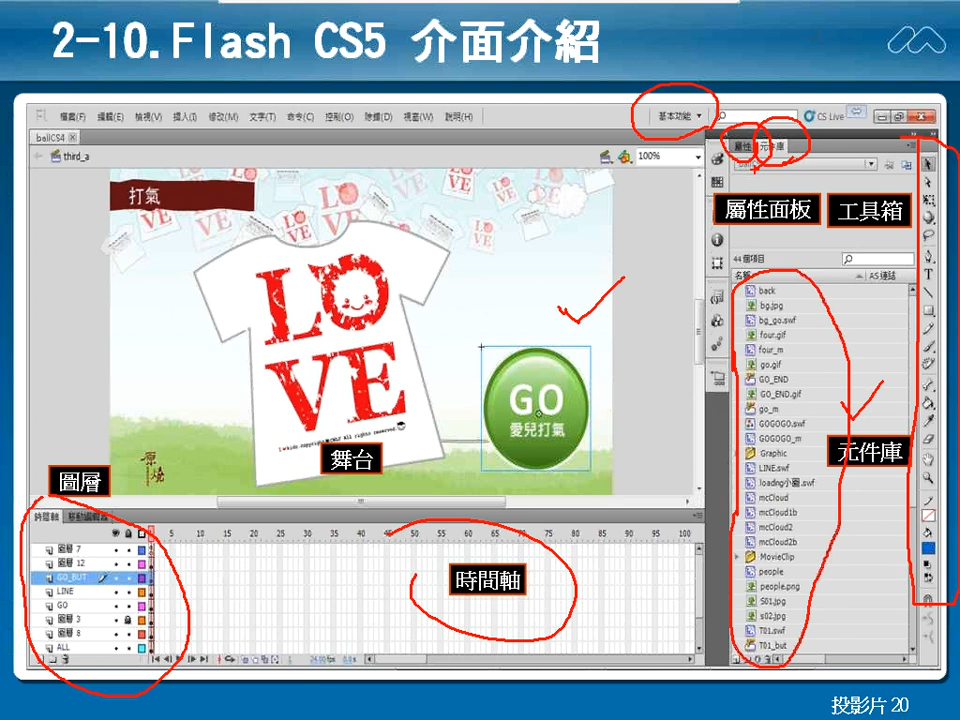 2-10.Flash CS5 介面介紹
檔案(F) 編輯(E) 檢視(V) 插入(I) 修改(M) 文字(T) 命令(C) 控制(O) 除錯(D) 視窗(W) 說明(H)
基本功能
CS Live
ballCS4
third_a
100%
屬性 元件庫
打氣
LOVE
GO
愛兒打氣
屬性面板
工具箱
44 個項目
名稱
AS 連結
back
bg.jpg
bg_go.swf
four.gif
four_m
go.gif
GO_END
GO_END.gif
go_m
GOGOGO.swf
GOGOGO_m
Graphic
LINE.swf
loadng小圈.swf
mcCloud
mcCloud1b
mcCloud2
mcCloud2b
MovieClip
people
people.png
S01.jpg
s02.jpg
T01.swf
T01_but
元件庫
舞台
圖層
時間軸 移動編輯器
5 10 15 20 25 30 35 40 45 50 55 60 65 70 75 80 85 90 95 100
圖層 7
圖層 12
GO_BUT
LINE
GO
圖層 3
圖層 8
ALL
時間軸
24.00fps 0.0s
投影片 20